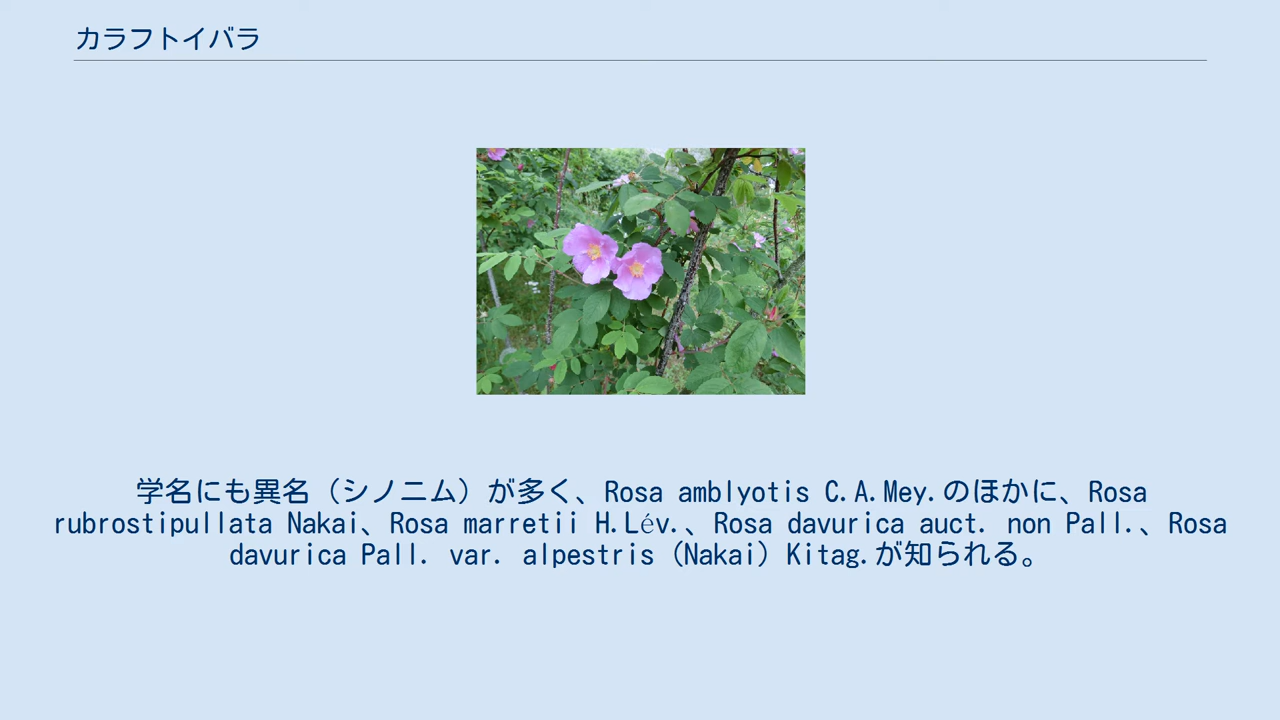 カラフトイバラ
学名にも異名（シノニム）が多く、Rosa amblyotis C.A.Mey.のほかに、Rosa
rubrostipullata Nakai、Rosa marretii H.Lév.、Rosa davurica auct. non Pall.、Rosa
davurica Pall. var. alpestris（Nakai）Kitag.が知られる。